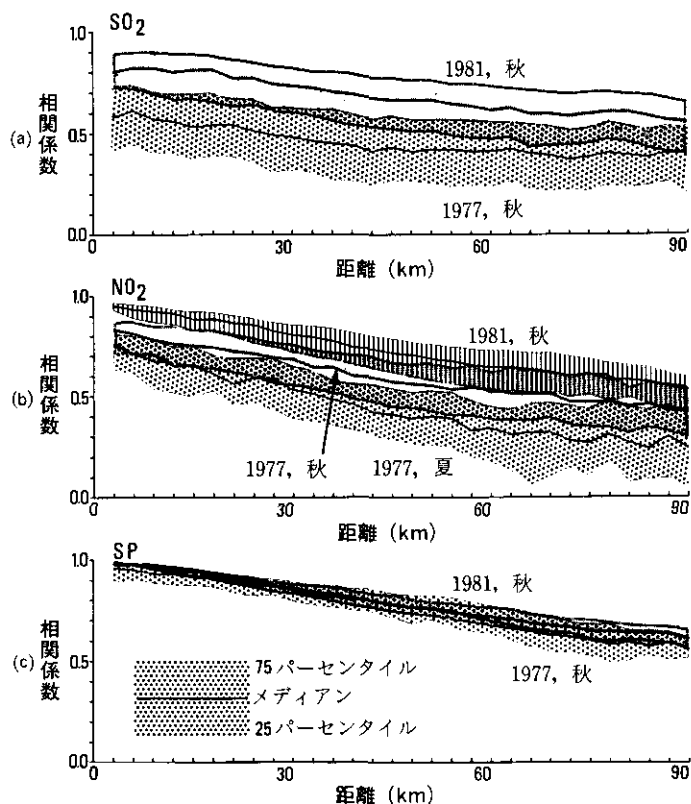 SO2
1.0
0.5
0.0
(a)
相関係数
1981, 秋
1977, 秋
0
30
60
90
距離 (km)
NO2
1.0
0.5
0.0
(b)
相関係数
1981, 秋
1977, 秋
1977, 夏
0
30
60
90
距離 (km)
SP
1.0
0.5
0.0
(c)
相関係数
1981, 秋
1977, 秋
75 パーセンタイル
メディアン
25 パーセンタイル
0
30
60
90
距離 (km)